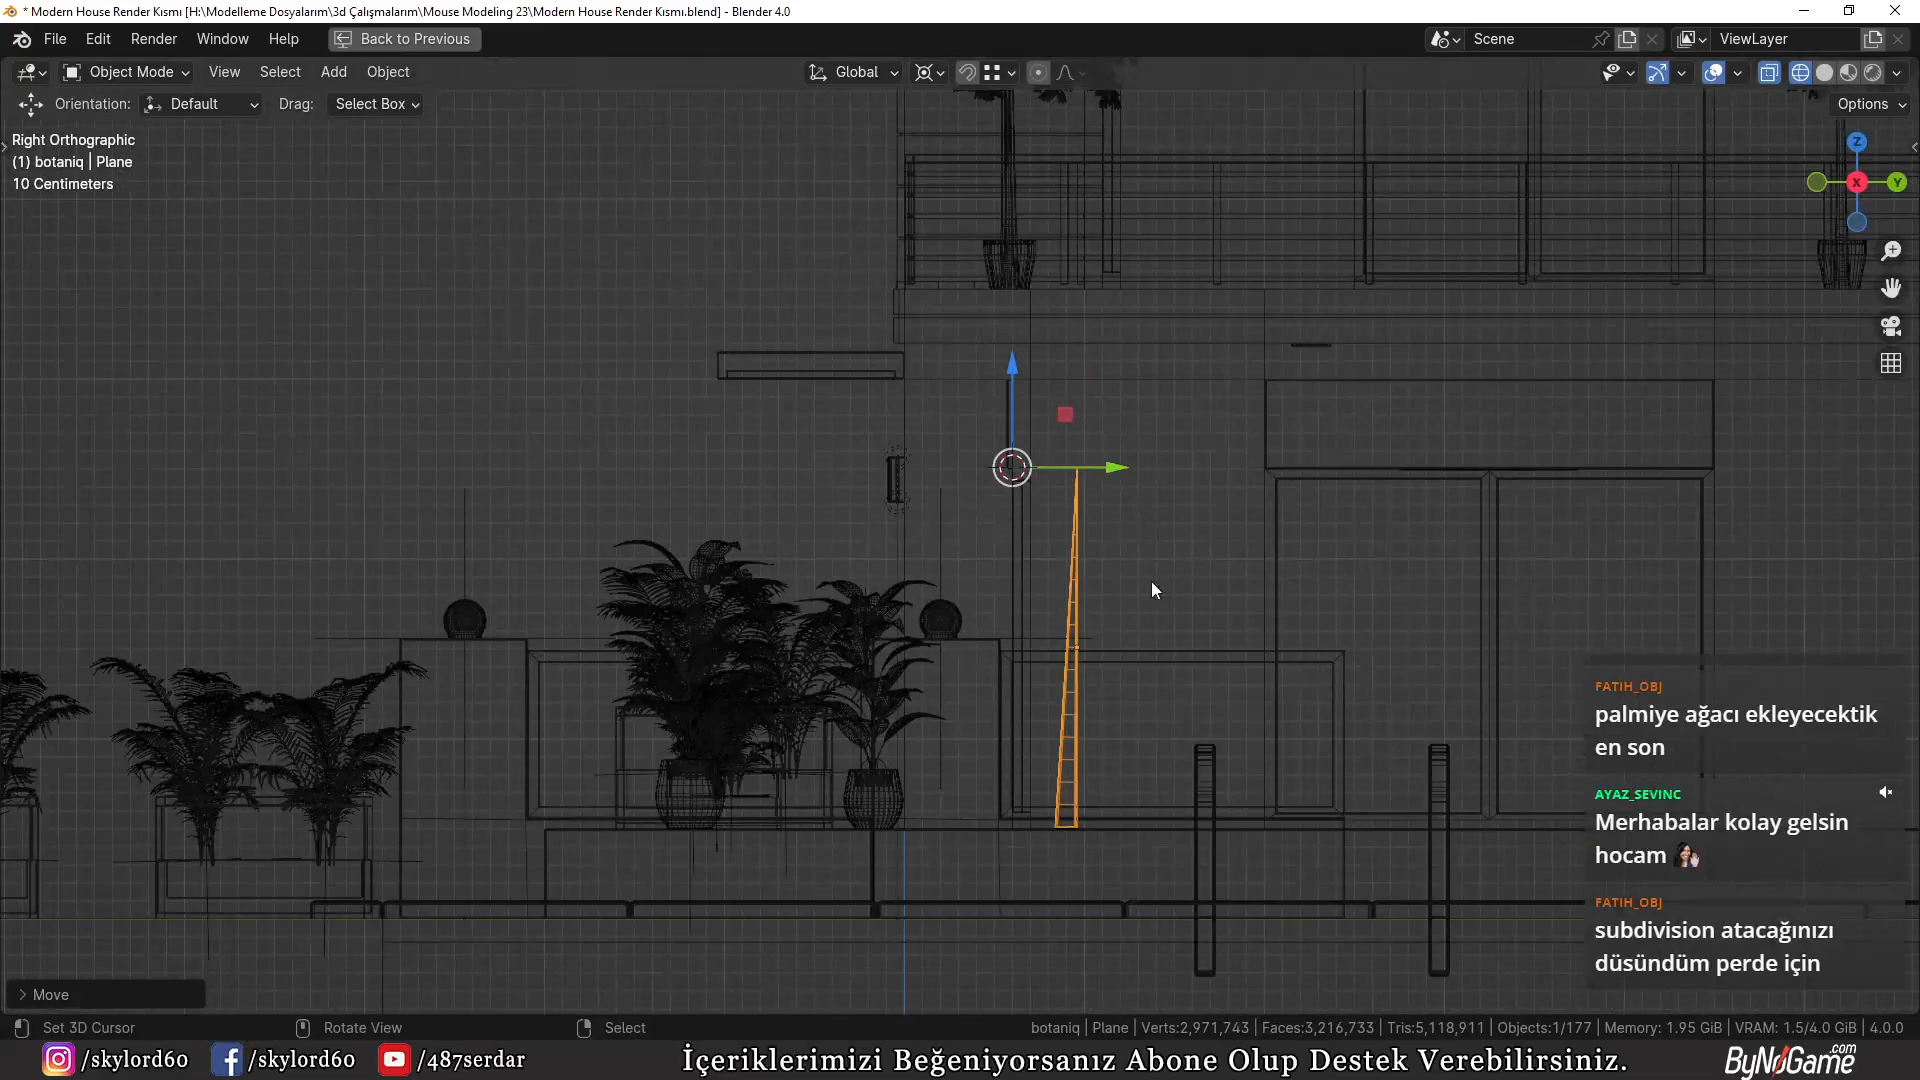 * Modern House Render Kısmı [H:\Modelleme Dosyalarım\3d Çalışmalarım\Mouse Modeling 23\Modern House Render Kısmı.blend] - Blender 4.0
File Edit Render Window Help Back to Previous Scene ViewLayer
Object Mode View Select Add Object Global
Orientation: Default Drag: Select Box Options
Right Orthographic
(1) botaniq | Plane
10 Centimeters
Z
X
Y
FATIH_OBJ
palmiye ağacı ekleyecektik
en son
AYAZ_SEVINC
Merhabalar kolay gelsin
hocam
FATIH_OBJ
subdivision atacağınızı
düsündüm perde için
Move
Set 3D Cursor Rotate View Select botaniq | Plane | Verts:2,971,743 | Faces:3,216,733 | Tris:5,118,911 | Objects:1/177 | Memory: 1.95 GiB | VRAM: 1.5/4.0 GiB | 4.0.0
/skylord60 /skylord60 /487serdar İçeriklerimizi Beğeniyorsanız Abone Olup Destek Verebilirsiniz. ByNoGame.com